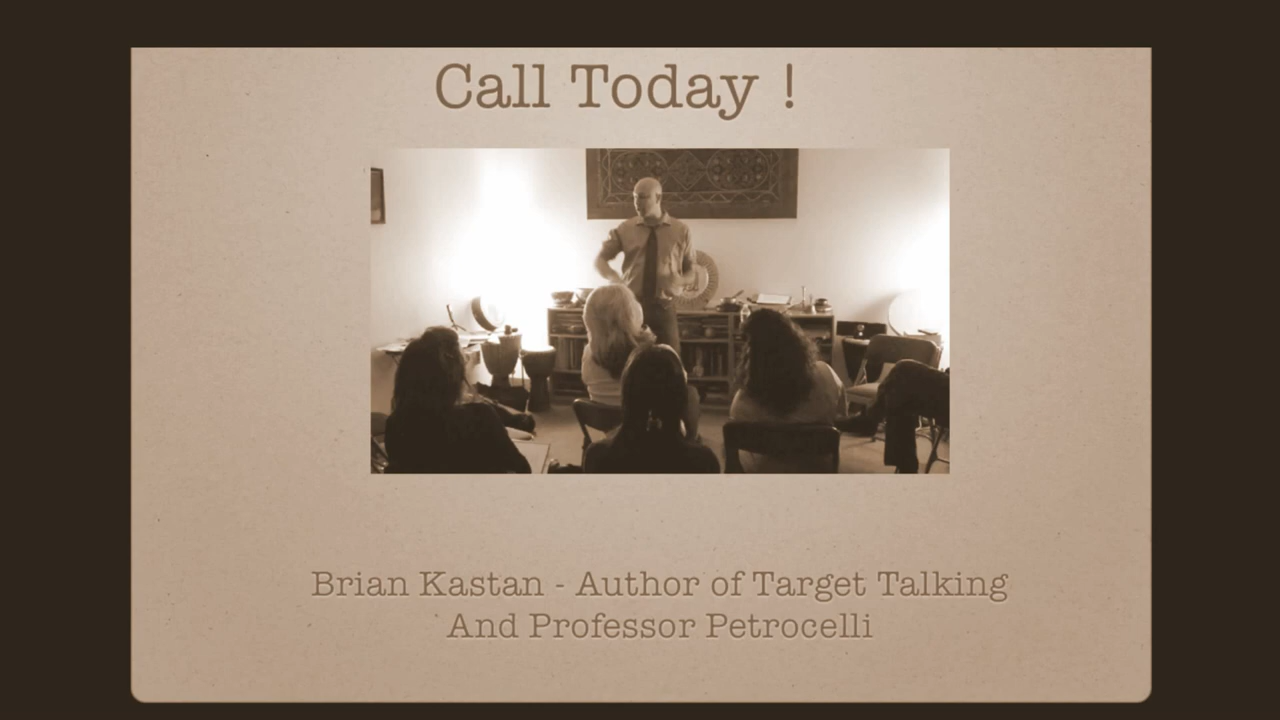 Call Today !
Brian Kastan - Author of Target Talking
And Professor Petrocelli